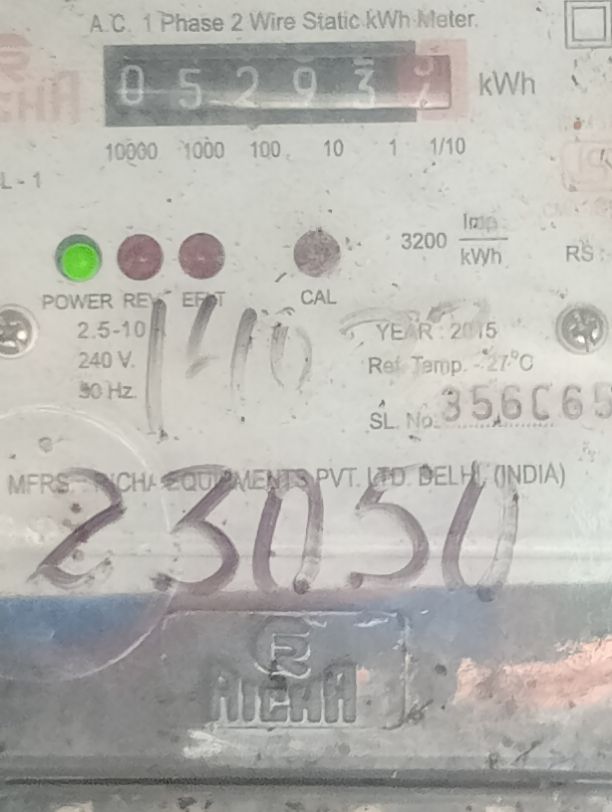 A.C. 1 Phase 2 Wire Static kWh Meter.
0 5 2 9 3 kWh
10000 1000 100 10 1 1/10
L - 1
3200 Imp kWh
RS
POWER REV CAL
2.5-10
240 V.
50 Hz.
YEAR : 2015
Ref. Temp. - 27°C
SL. No. 356C65
MFRS.- RICHA EQUIPMENTS PVT. LTD. DELHI, (INDIA)
23050
RICHA